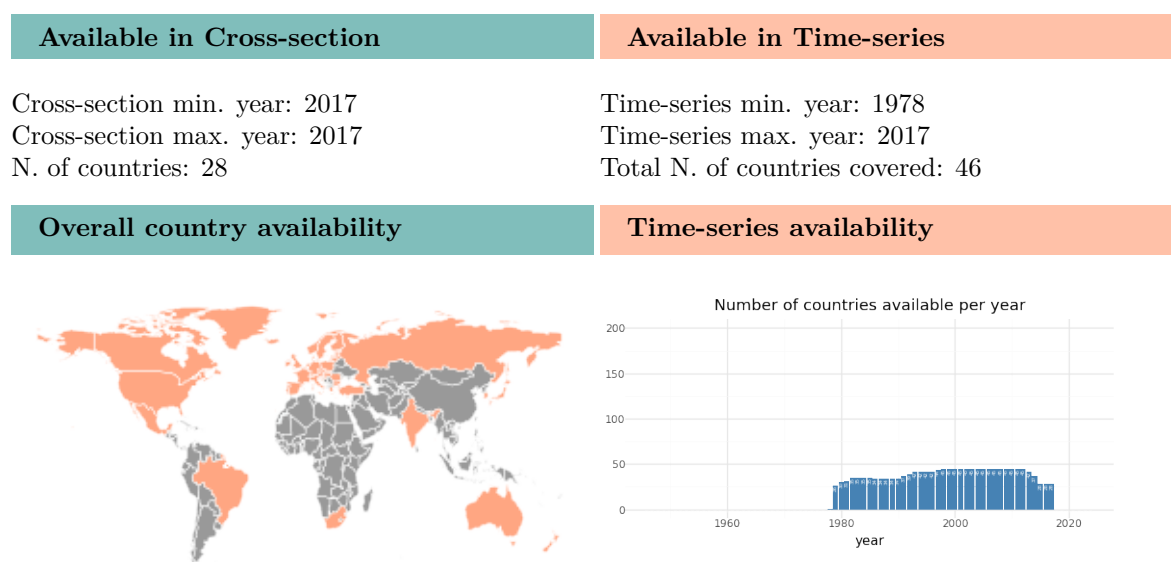 Available in Cross-section
Available in Time-series
Cross-section min. year: 2017
Cross-section max. year: 2017
N. of countries: 28
Time-series min. year: 1978
Time-series max. year: 2017
Total N. of countries covered: 46
Overall country availability
Time-series availability
Number of countries available per year
200
150
100
50
0
1960 1980 2000 2020
year